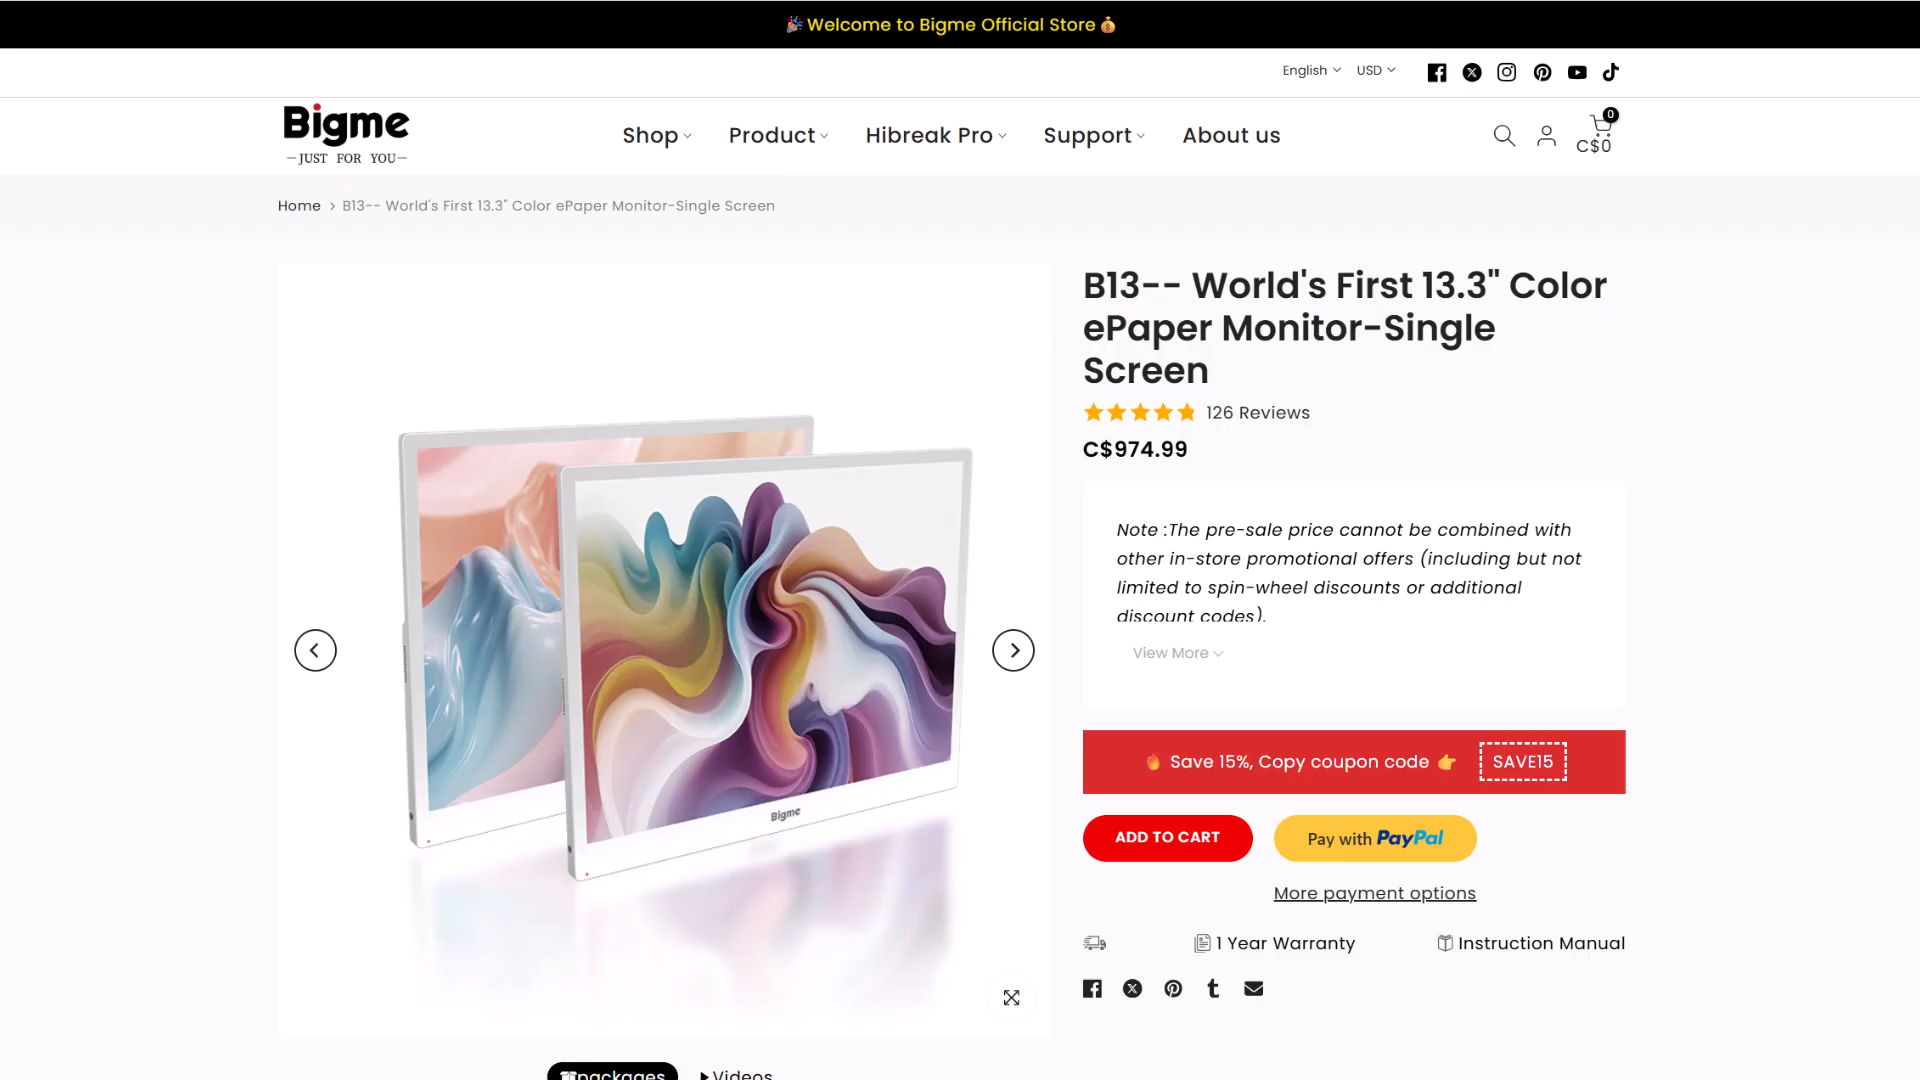 🎉Welcome to Bigme Official Store💰
English USD
Bigme
—JUST FOR YOU—
Shop Product Hibreak Pro Support About us
0
C$0
Home > B13-- World's First 13.3" Color ePaper Monitor-Single Screen
B13-- World's First 13.3" Color
ePaper Monitor-Single
Screen
126 Reviews
C$974.99
Note :The pre-sale price cannot be combined with
other in-store promotional offers (including but not
limited to spin-wheel discounts or additional
discount codes).
View More
🔥 Save 15%, Copy coupon code 👉 SAVE15
ADD TO CART
Pay with PayPal
More payment options
1 Year Warranty
Instruction Manual
Bigme
packages
Videos